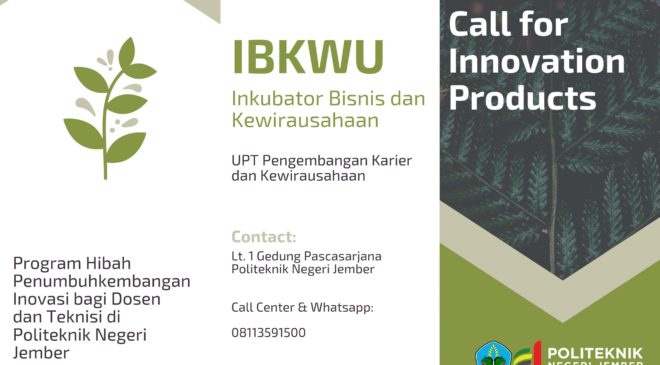 Program Hibah
Penumbuhkembangan
Inovasi bagi Dosen
dan Teknisi di
Politeknik Negeri
Jember
IBKWU
Inkubator Bisnis dan
Kewirausahaan
UPT Pengembangan Karier
dan Kewirausahaan
Contact:
Lt. 1 Gedung Pascasarjana
Politeknik Negeri Jember
Call Center & Whatsapp:
08113591500
Call for
Innovation
Products
POLITEKNIK
NEGERI JEMBER